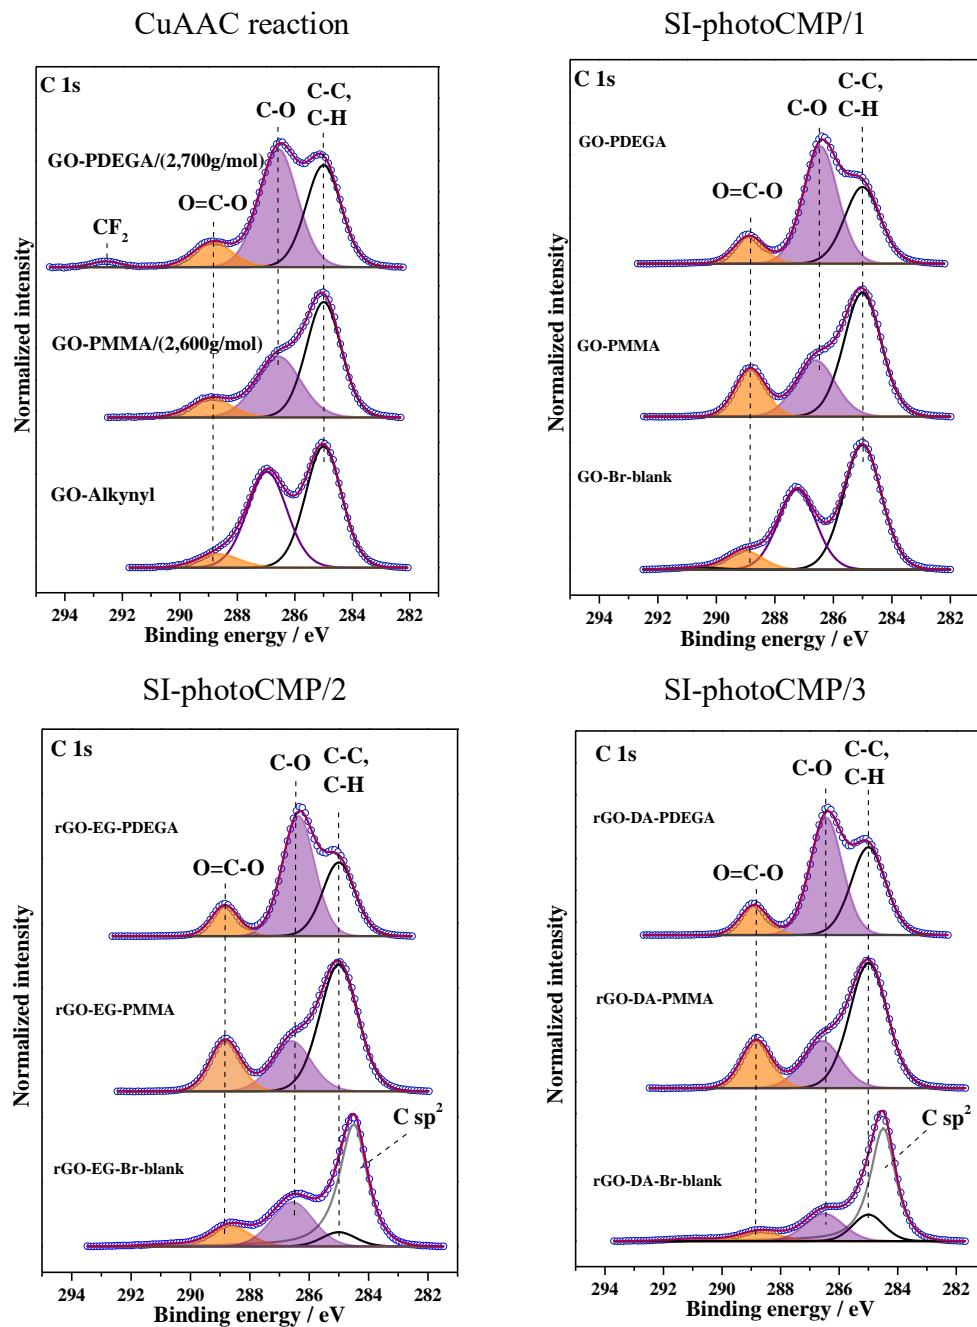 CuAAC reaction
C 1s
C-C,
C-H
C-O
GO-PDEGA/(2,700g/mol)
O=C-O
CF2
GO-PMMA/(2,600g/mol)
GO-Alkynyl
Normalized intensity
294 292 290 288 286 284 282
Binding energy / eV
SI-photoCMP/1
C 1s
C-C,
C-H
C-O
GO-PDEGA
O=C-O
GO-PMMA
GO-Br-blank
Normalized intensity
294 292 290 288 286 284 282
Binding energy / eV
SI-photoCMP/2
C 1s
C-C,
C-H
C-O
rGO-EG-PDEGA
O=C-O
rGO-EG-PMMA
C sp2
rGO-EG-Br-blank
Normalized intensity
294 292 290 288 286 284 282
Binding energy / eV
SI-photoCMP/3
C 1s
C-C,
C-H
C-O
rGO-DA-PDEGA
O=C-O
rGO-DA-PMMA
C sp2
rGO-DA-Br-blank
Normalized intensity
294 292 290 288 286 284 282
Binding energy / eV